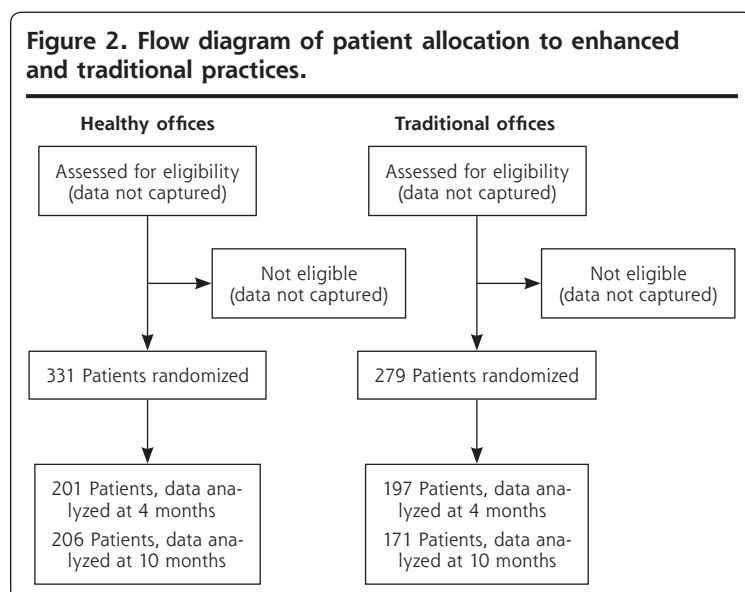 Figure 2. Flow diagram of patient allocation to enhanced
and traditional practices.
Healthy offices
Assessed for eligibility
(data not captured)
Not eligible
(data not captured)
331 Patients randomized
201 Patients, data ana-
lyzed at 4 months
206 Patients, data ana-
lyzed at 10 months
Traditional offices
Assessed for eligibility
(data not captured)
Not eligible
(data not captured)
279 Patients randomized
197 Patients, data ana-
lyzed at 4 months
171 Patients, data ana-
lyzed at 10 months